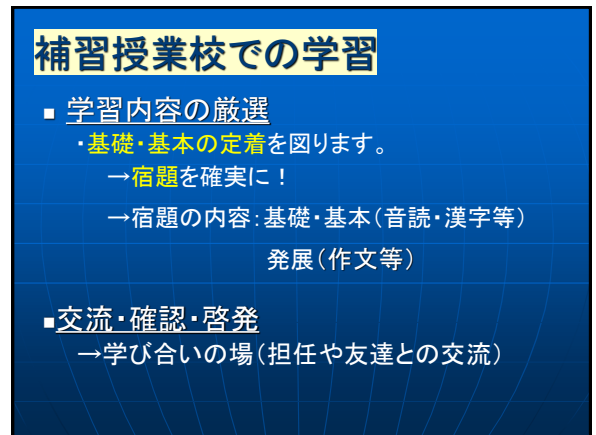 補習授業校での学習
■ 学習内容の厳選
・基礎・基本の定着を図ります。
→宿題を確実に！
→宿題の内容：基礎・基本（音読・漢字等）
発展（作文等）
■交流・確認・啓発
→学び合いの場（担任や友達との交流）